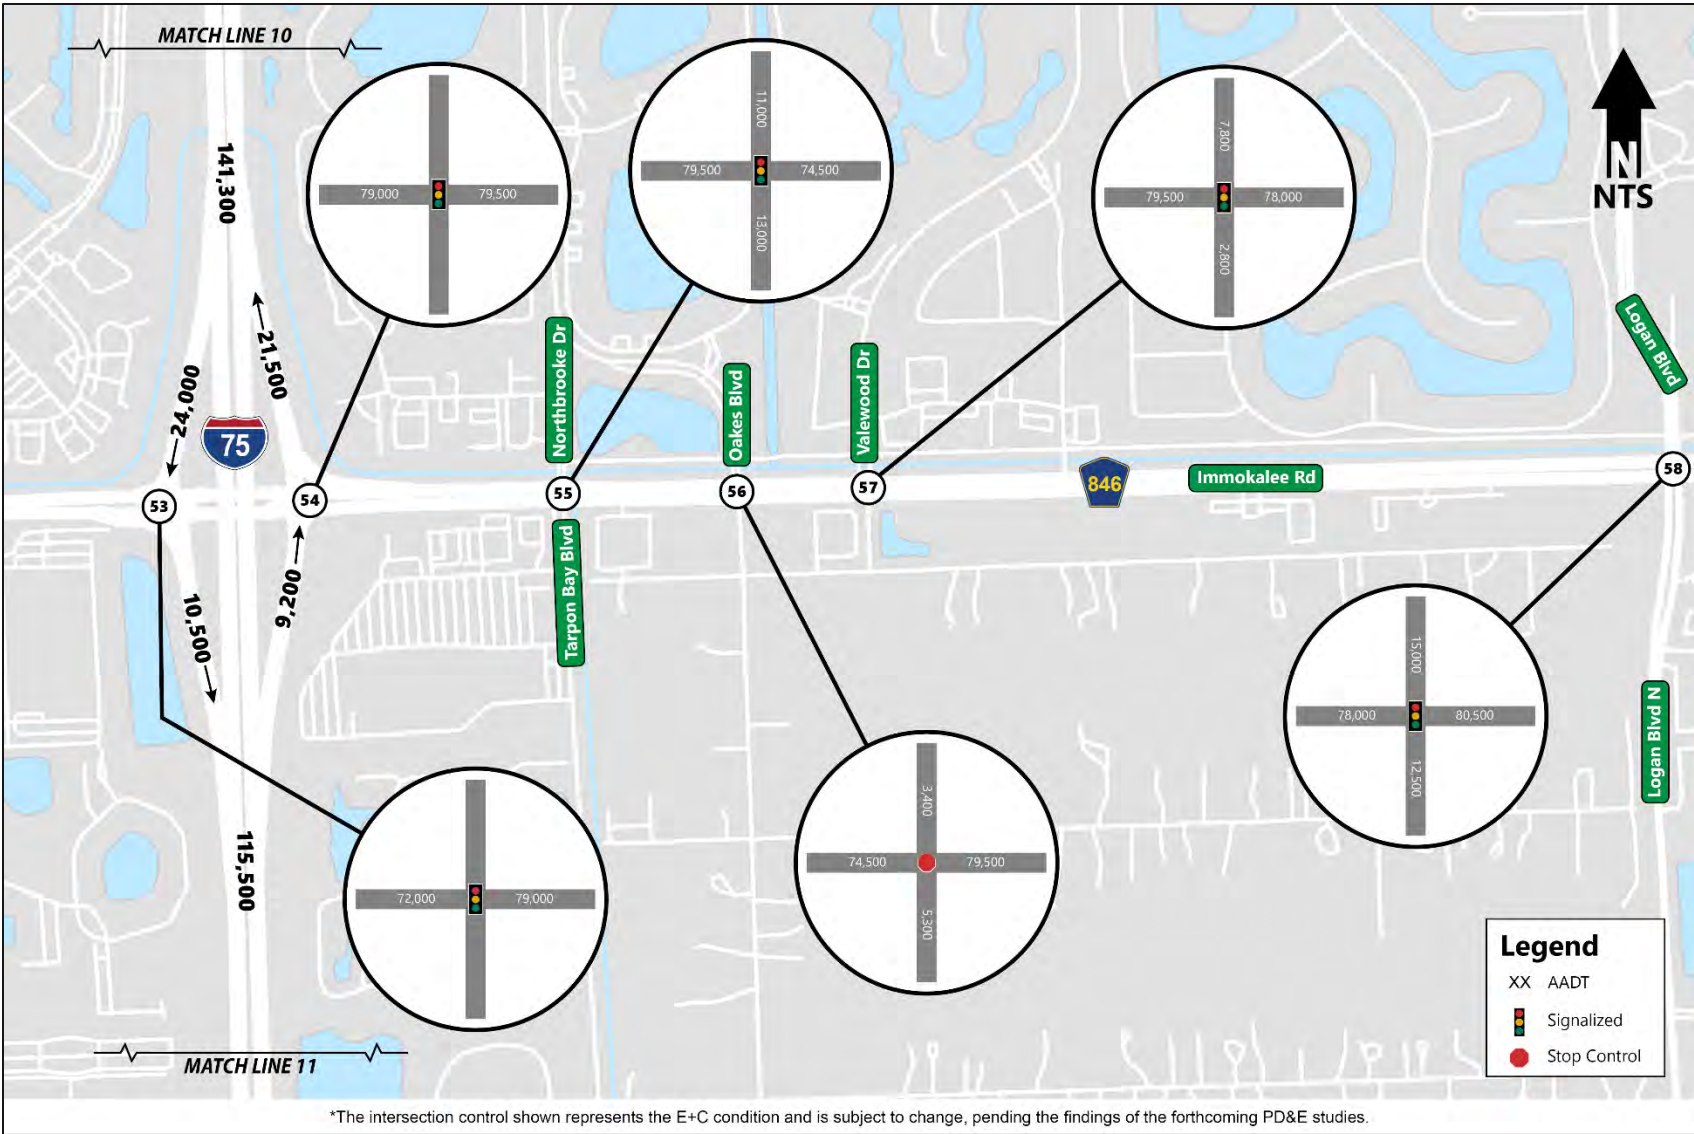 MATCH LINE 10
141,300
79,000
79,500
11,000
79,500
74,500
13,000
7,800
79,500
78,000
2,800
N
NTS
21,500
24,000
75
Northbrooke Dr
Oakes Blvd
Valewood Dr
Logan Blvd
53
54
55
56
57
846
Immokalee Rd
58
9,200
10,500
Tarpon Bay Blvd
15,000
78,000
80,500
12,500
Logan Blvd N
3,400
74,500
79,500
5,300
115,500
72,000
79,000
MATCH LINE 11
Legend
XX AADT
Signalized
Stop Control
*The intersection control shown represents the E+C condition and is subject to change, pending the findings of the forthcoming PD&E studies.